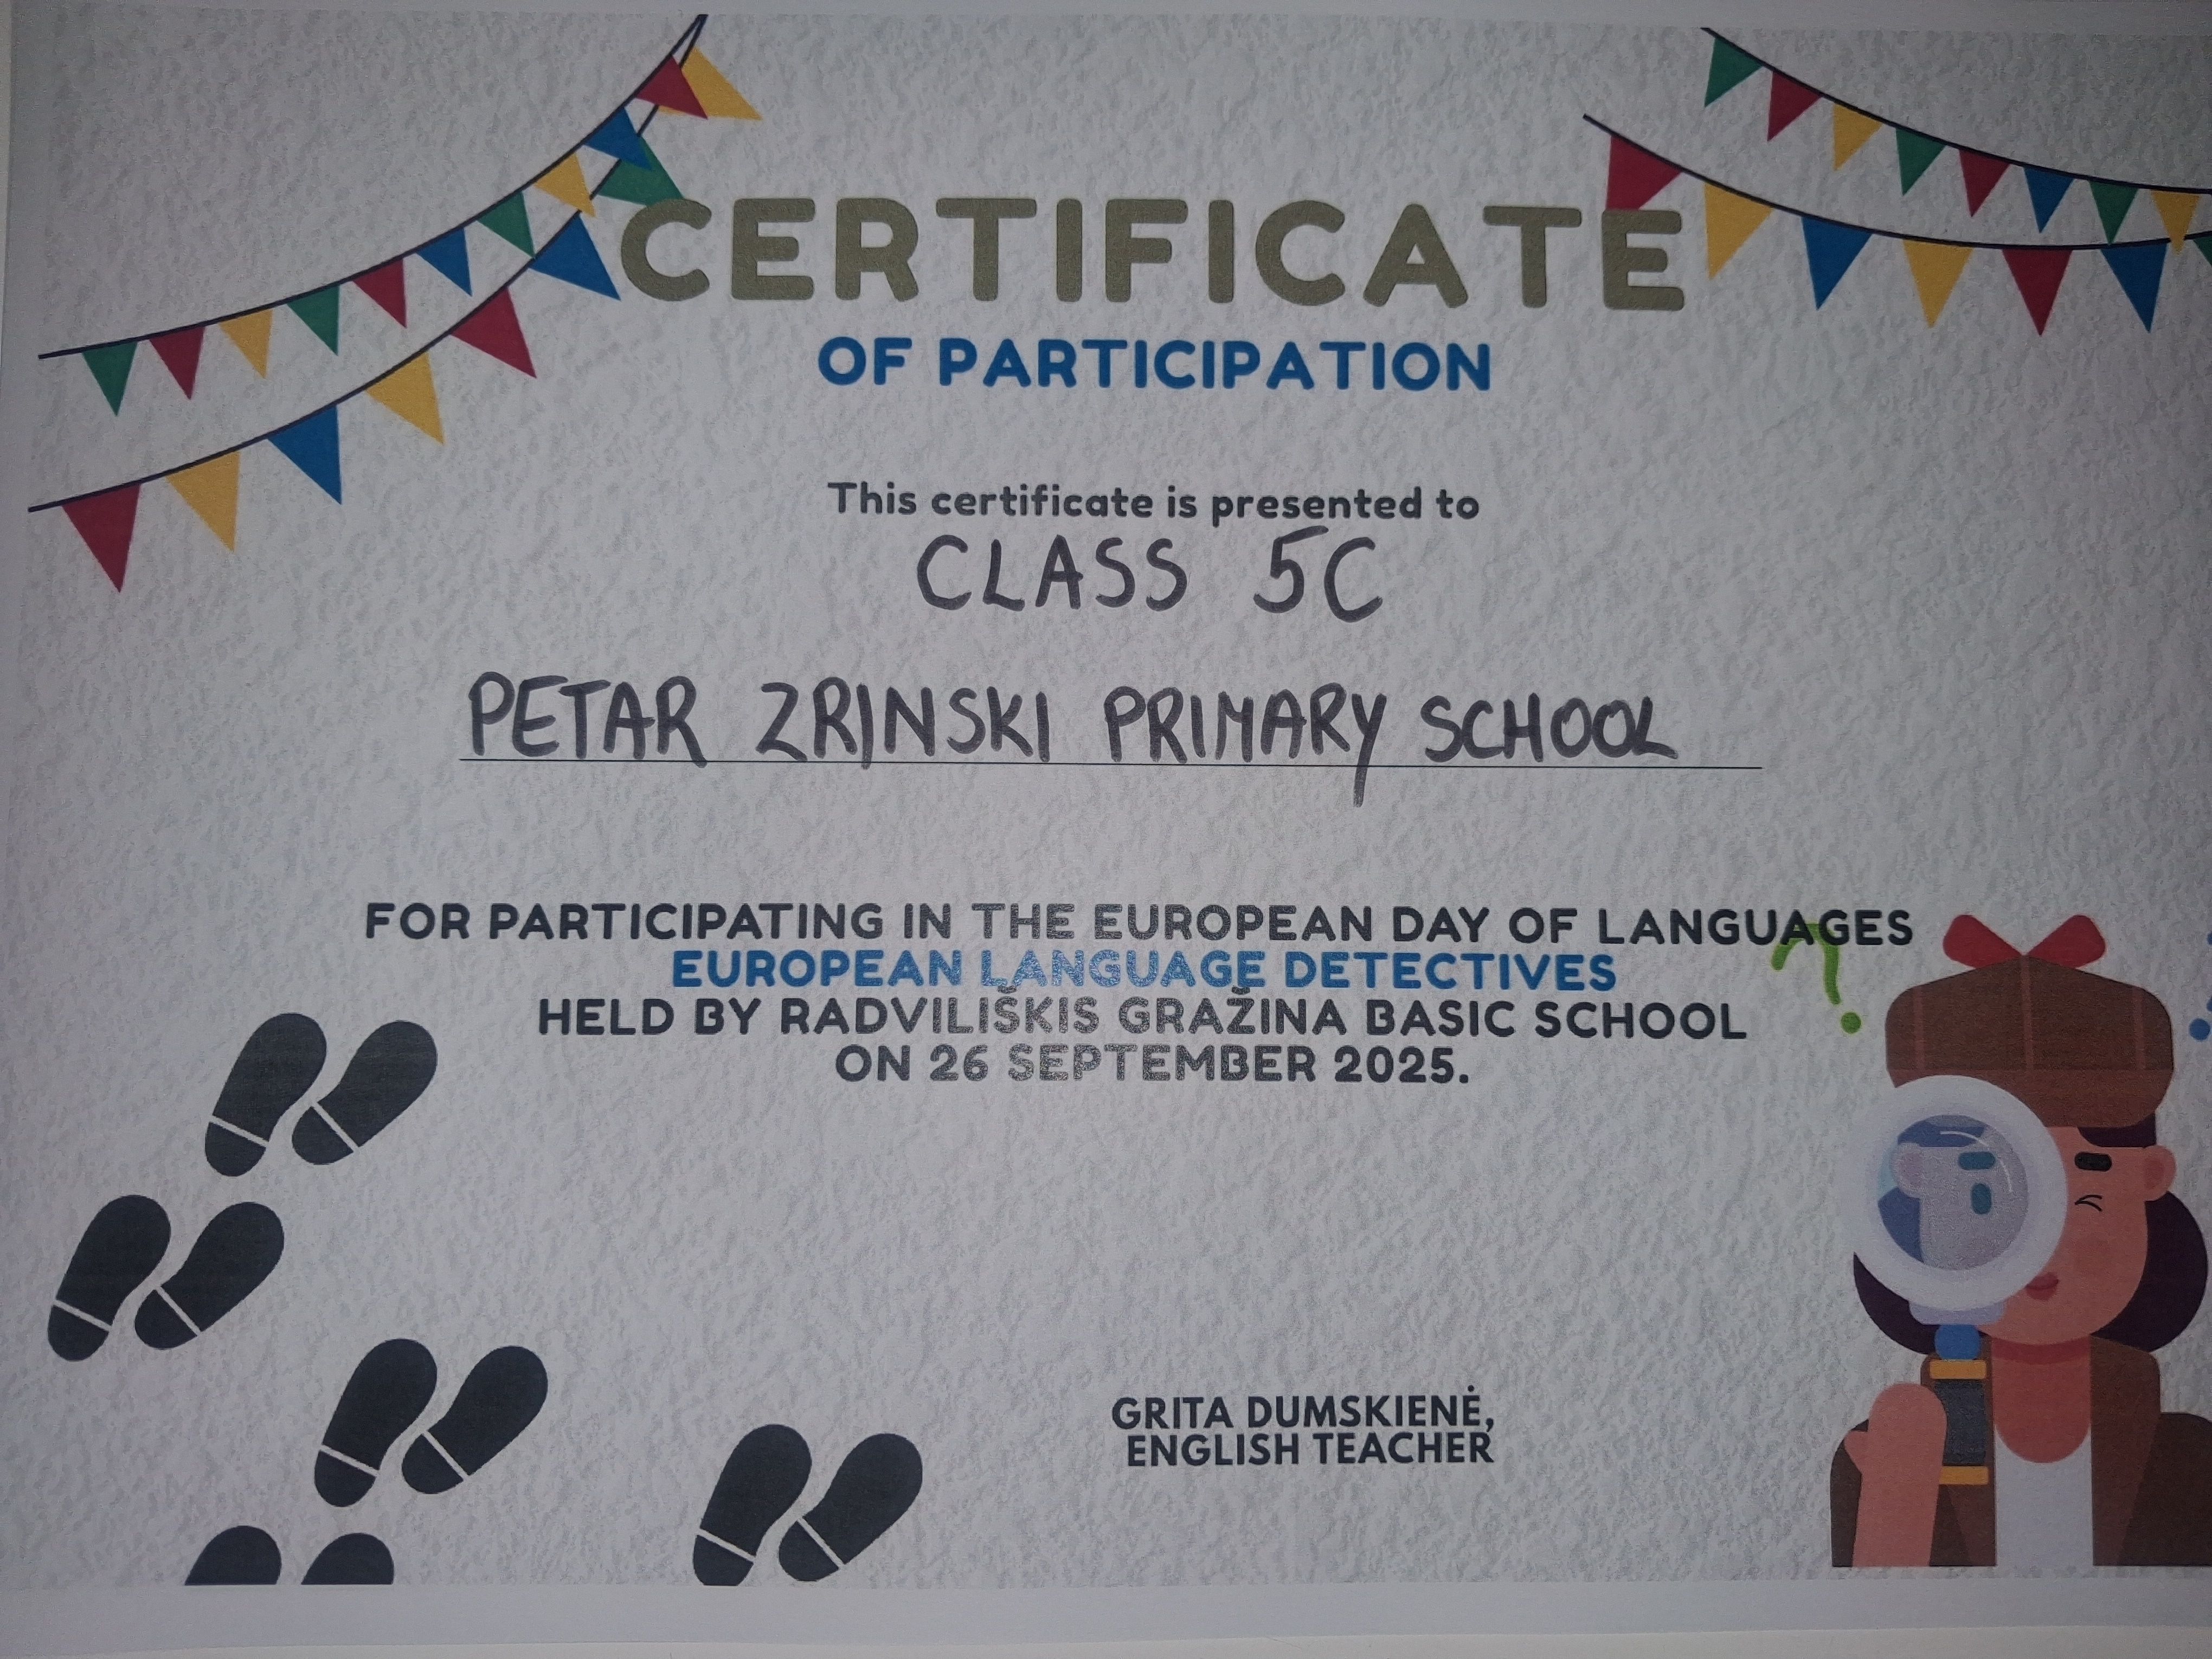 CERTIFICATE
OF PARTICIPATION
This certificate is presented to
CLASS 5C
PETAR ZRINSKI PRIMARY SCHOOL
FOR PARTICIPATING IN THE EUROPEAN DAY OF LANGUAGES
EUROPEAN LANGUAGE DETECTIVES
HELD BY RADVILIŠKIS GRAŽINA BASIC SCHOOL
ON 26 SEPTEMBER 2025.
GRITA DUMSKIENĖ,
ENGLISH TEACHER